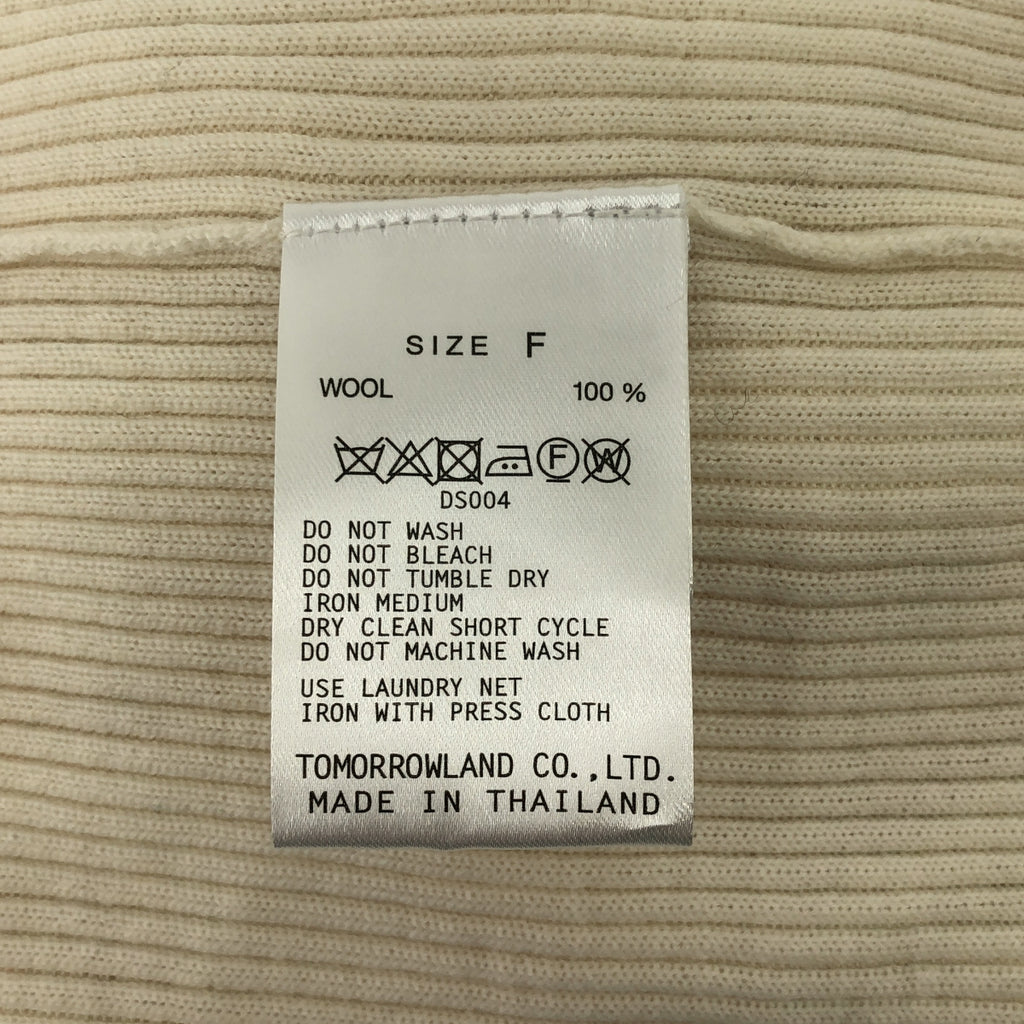 SIZE F
WOOL 100 %
F W
DS004
DO NOT WASH
DO NOT BLEACH
DO NOT TUMBLE DRY
IRON MEDIUM
DRY CLEAN SHORT CYCLE
DO NOT MACHINE WASH
USE LAUNDRY NET
IRON WITH PRESS CLOTH
TOMORROWLAND CO.,LTD.
MADE IN THAILAND